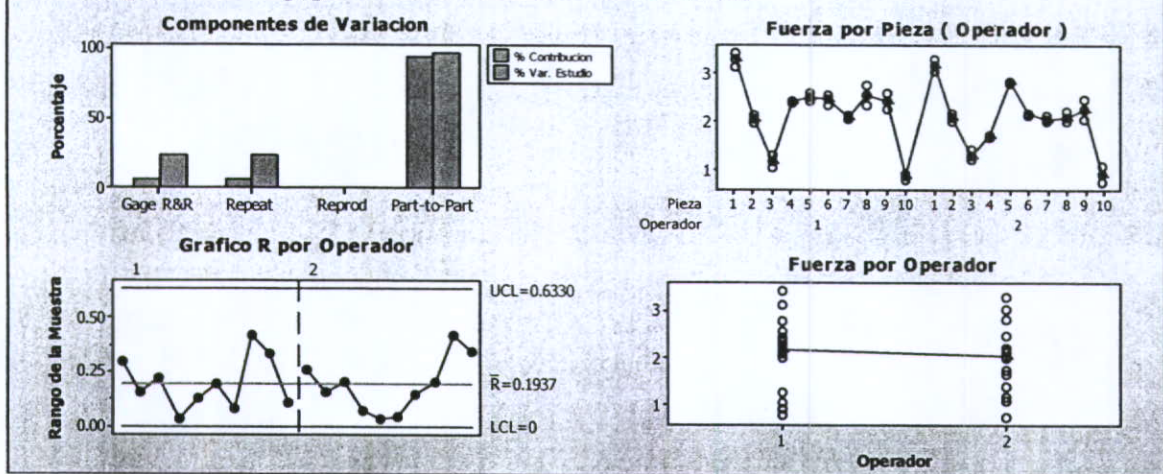 Componentes de Variacion
Porcentaje
100
50
0
Gage R&R Repeat Reprod Part-to-Part
% Contribucion
% Var. Estudio
Fuerza por Pieza ( Operador )
3
2
1
Pieza 1 2 3 4 5 6 7 8 9 10 1 2 3 4 5 6 7 8 9 10
Operador 1 2
Grafico R por Operador
1 2
Rango de la Muestra
0.50
0.25
0.00
UCL=0.6330
R̄=0.1937
LCL=0
Fuerza por Operador
3
2
1
1 2
Operador